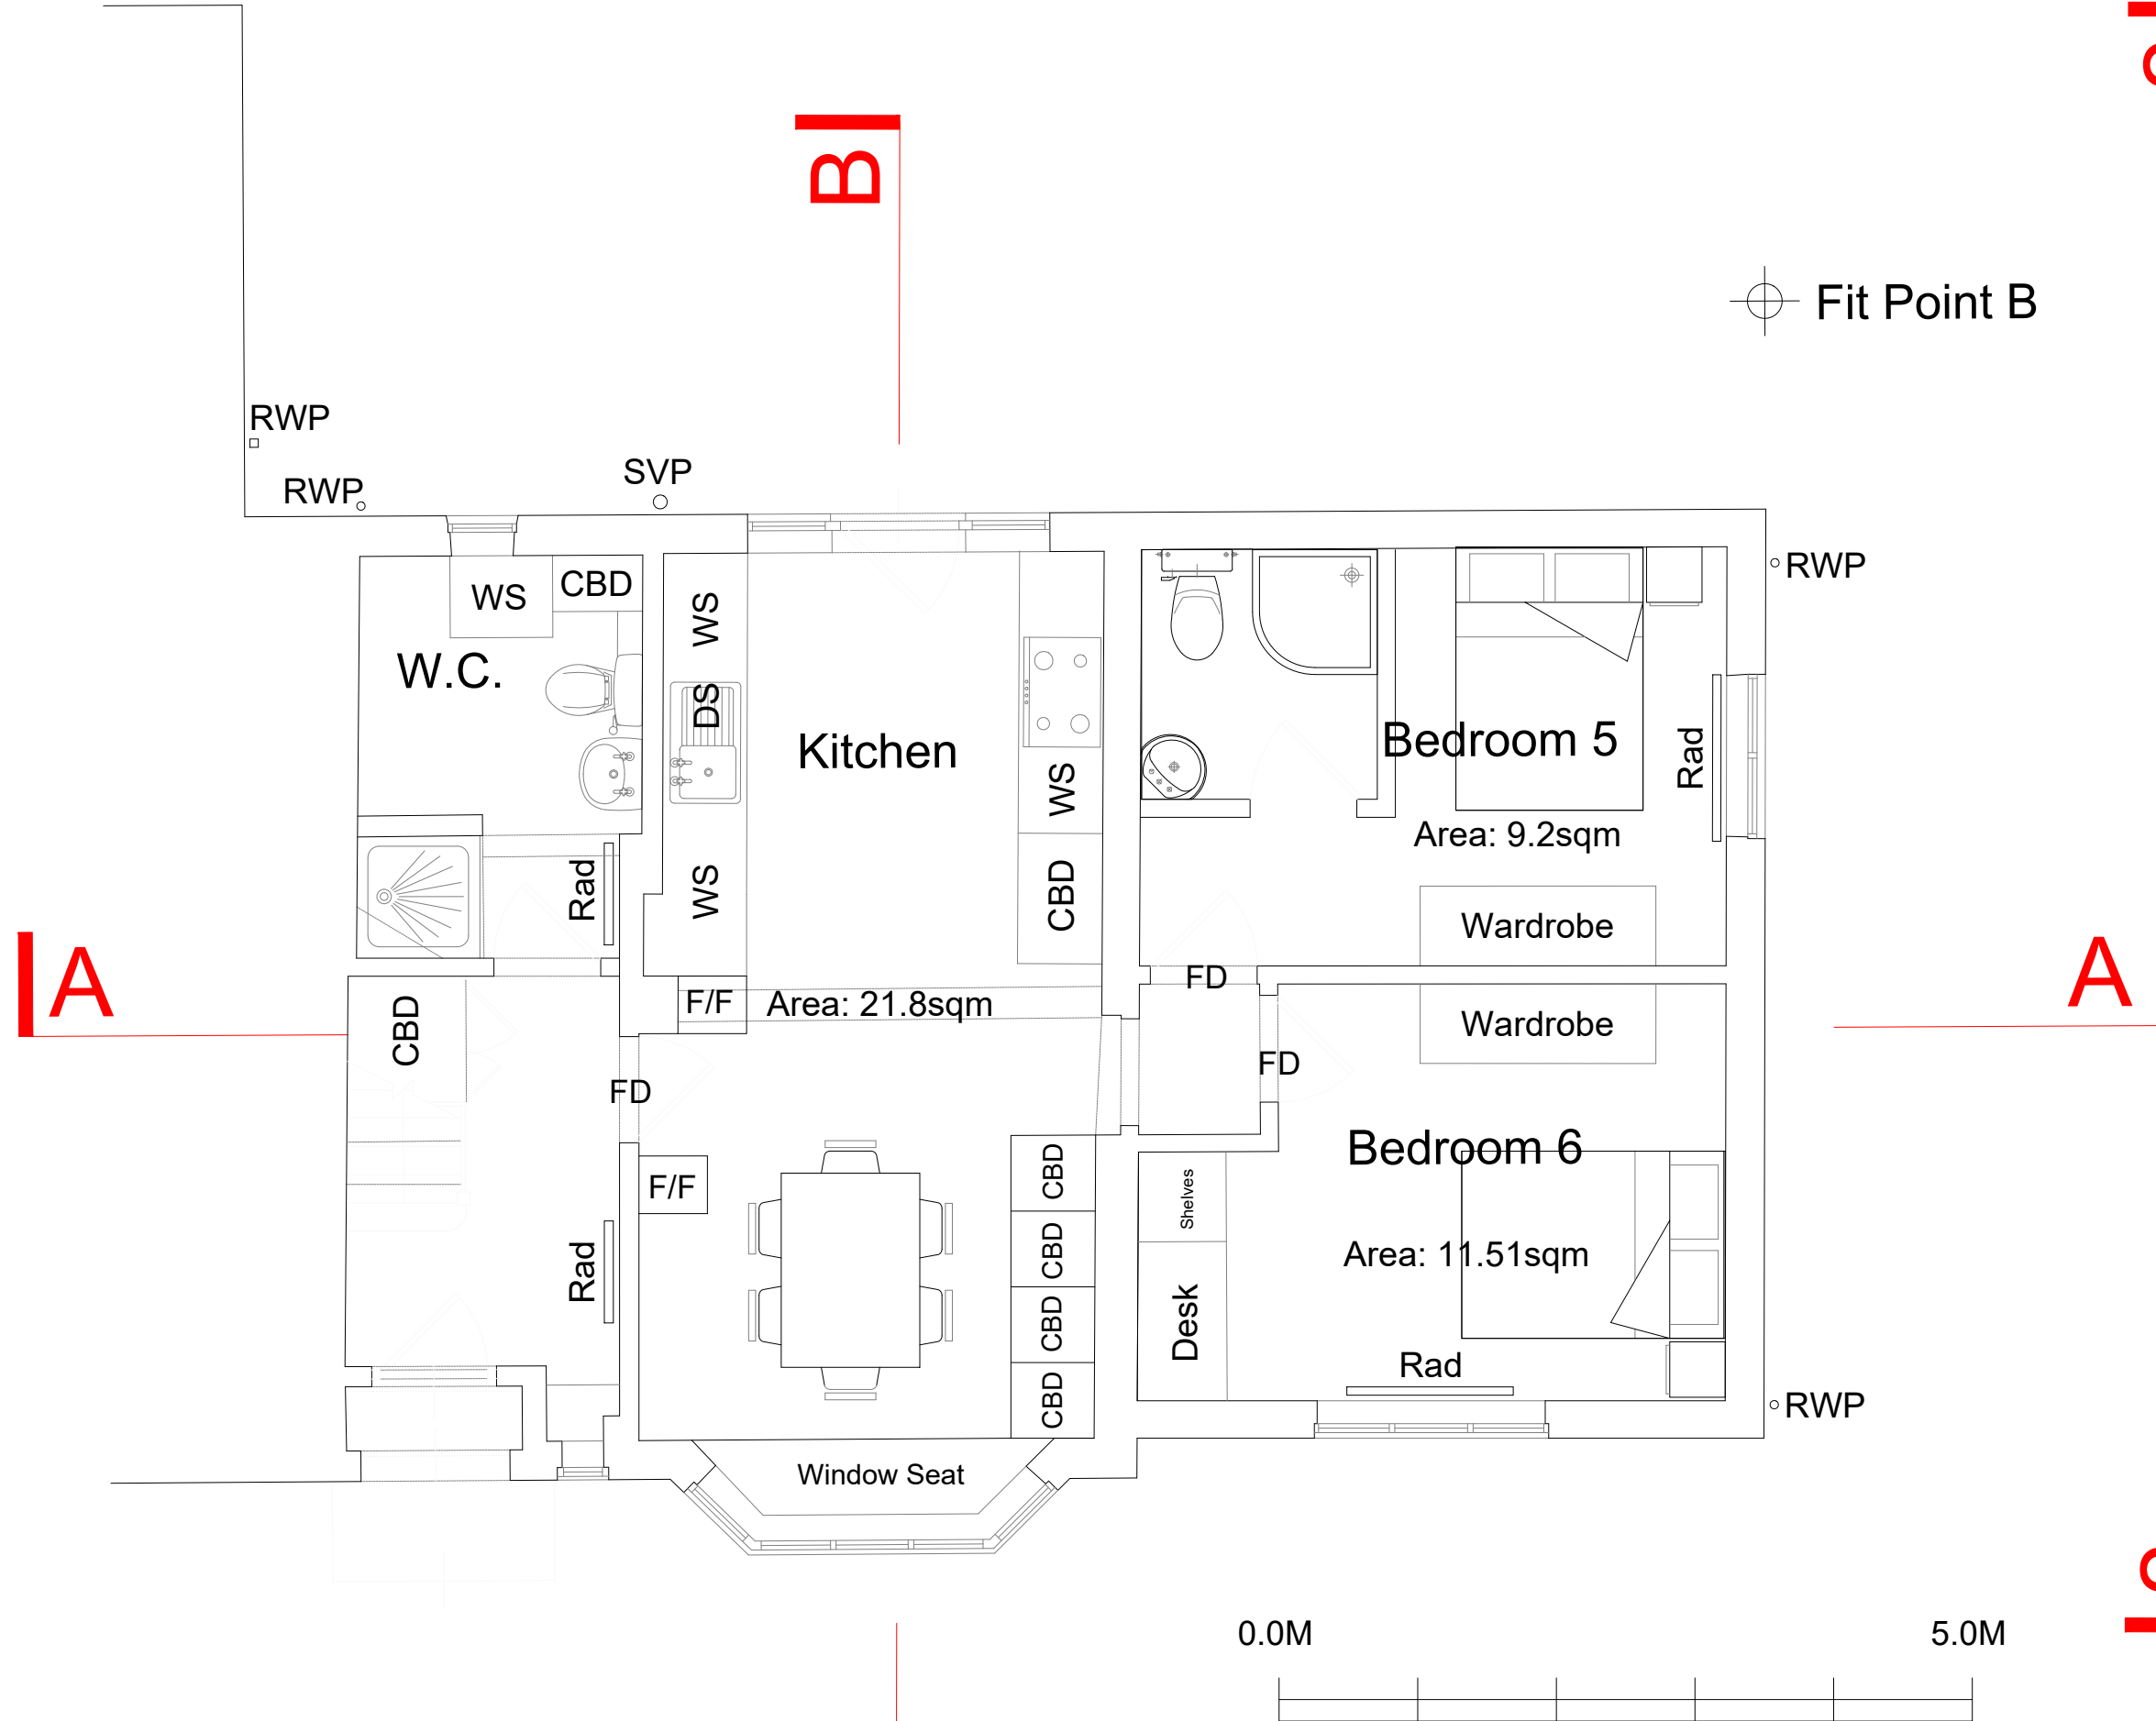 B
Fit Point B
RWP
RWP
SVP
RWP
WS
CBD
W.C.
WS
DS
Kitchen
WS
WS
CBD
Bedroom 5
Rad
Area: 9.2sqm
Wardrobe
Rad
A
A
CBD
F/F
Area: 21.8sqm
FD
FD
FD
Wardrobe
Bedroom 6
Area: 11.51sqm
F/F
CBD
CBD
CBD
CBD
Shelves
Desk
Rad
Rad
RWP
Window Seat
0.0M
5.0M